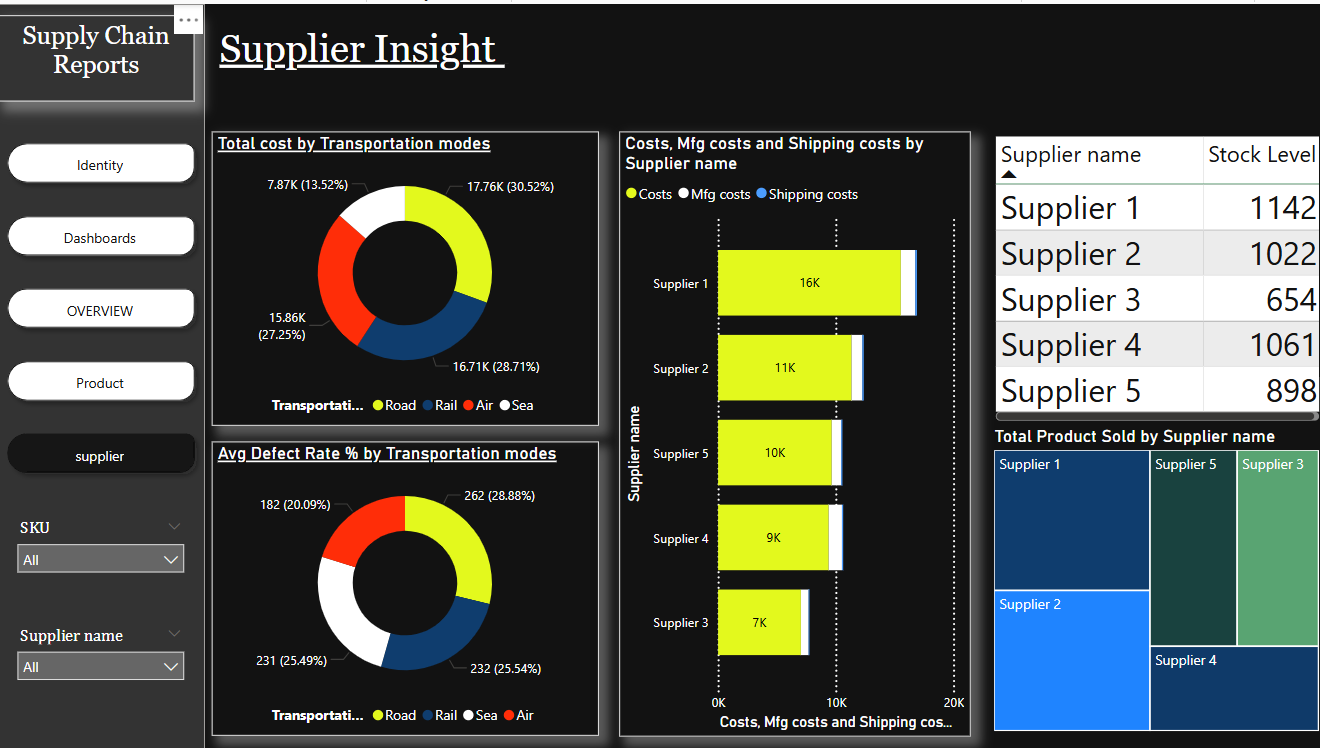 Supply Chain
Reports
Supplier Insight
Identity
Dashboards
OVERVIEW
Product
supplier
SKU
All
Supplier name
All
Total cost by Transportation modes
7.87K (13.52%)
17.76K (30.52%)
15.86K
(27.25%)
16.71K (28.71%)
Transportati... Road Rail Air Sea
Avg Defect Rate % by Transportation modes
182 (20.09%)
262 (28.88%)
231 (25.49%)
232 (25.54%)
Transportati... Road Rail Sea Air
Costs, Mfg costs and Shipping costs by
Supplier name
Costs Mfg costs Shipping costs
Supplier name
Supplier 1 16K
Supplier 2 11K
Supplier 5 10K
Supplier 4 9K
Supplier 3 7K
0K 10K 20K
Costs, Mfg costs and Shipping cos...
Supplier name Stock Level
Supplier 1 1142
Supplier 2 1022
Supplier 3 654
Supplier 4 1061
Supplier 5 898
Total Product Sold by Supplier name
Supplier 1
Supplier 5
Supplier 3
Supplier 2
Supplier 4